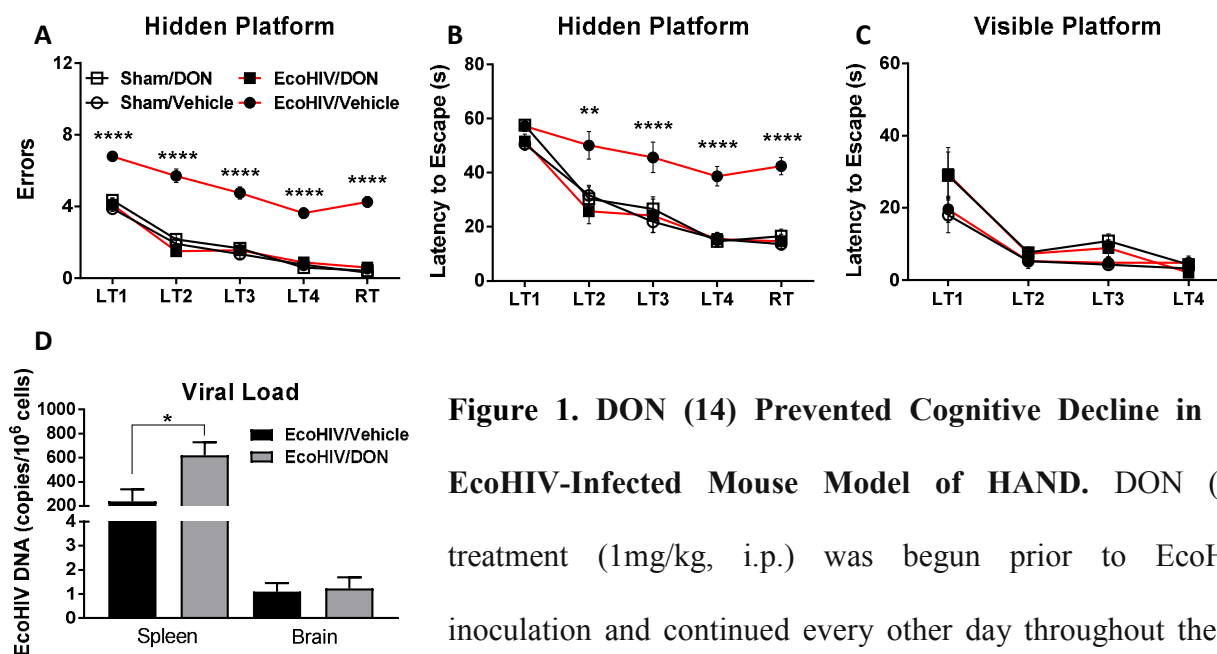 A
Hidden Platform
Errors
12
8
4
0
Sham/DON
EcoHIV/DON
Sham/Vehicle
EcoHIV/Vehicle
****
****
****
****
****
LT1 LT2 LT3 LT4 RT
B
Hidden Platform
Latency to Escape (s)
80
60
40
20
0
**
****
****
****
LT1 LT2 LT3 LT4 RT
C
Visible Platform
Latency to Escape (s)
60
40
20
0
LT1 LT2 LT3 LT4
D
Viral Load
EcoHIV DNA (copies/10⁶ cells)
1000
800
600
400
200
4
3
2
1
0
*
EcoHIV/Vehicle
EcoHIV/DON
Spleen Brain
Figure 1. DON (14) Prevented Cognitive Decline in
EcoHIV-Infected Mouse Model of HAND. DON (
treatment (1mg/kg, i.p.) was begun prior to
inoculation and continued every other day throughout the